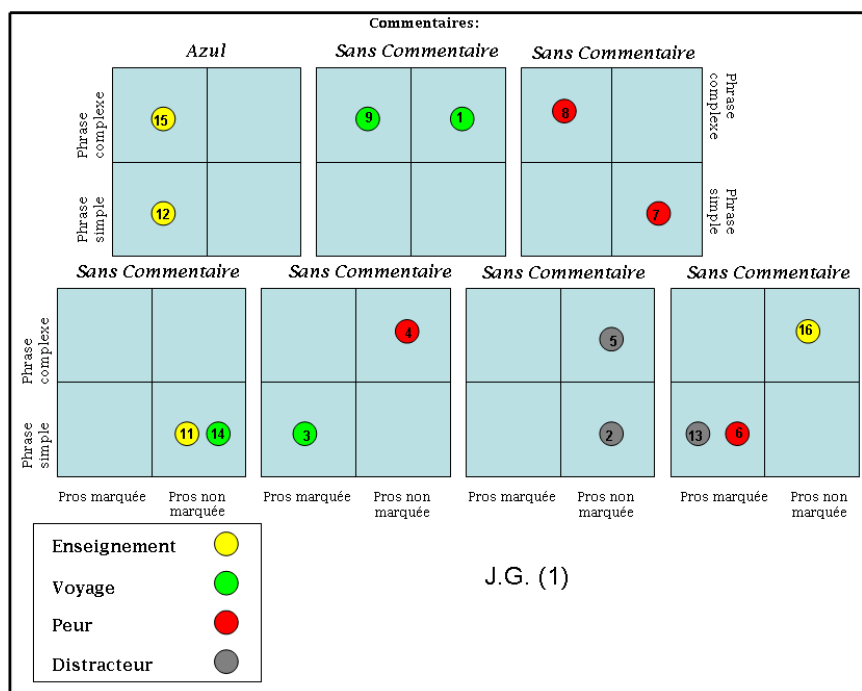 Commentaires:
Azul
Sans Commentaire
Sans Commentaire
Phrase complexe
Phrase simple
15
12
9
1
8
7
Phrase complexe
Phrase simple
Sans Commentaire
Sans Commentaire
Sans Commentaire
Sans Commentaire
Phrase complexe
Phrase simple
11
14
4
3
5
2
16
13
6
Pros marquée
Pros non marquée
Pros marquée
Pros non marquée
Pros marquée
Pros non marquée
Pros marquée
Pros non marquée
Enseignement
Voyage
Peur
Distracteur
J.G. (1)